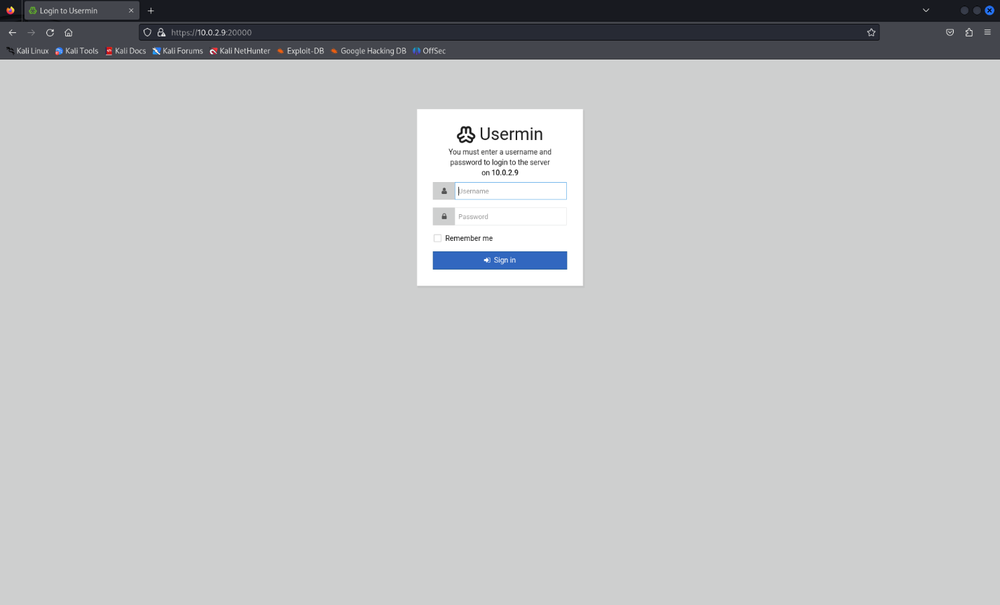 Login to Usermin
https://10.0.2.9:20000
Kali Linux Kali Tools Kali Docs Kali Forums Kali NetHunter Exploit-DB Google Hacking DB OffSec
Usermin
You must enter a username and
password to login to the server
on 10.0.2.9
Username
Password
Remember me
Sign in